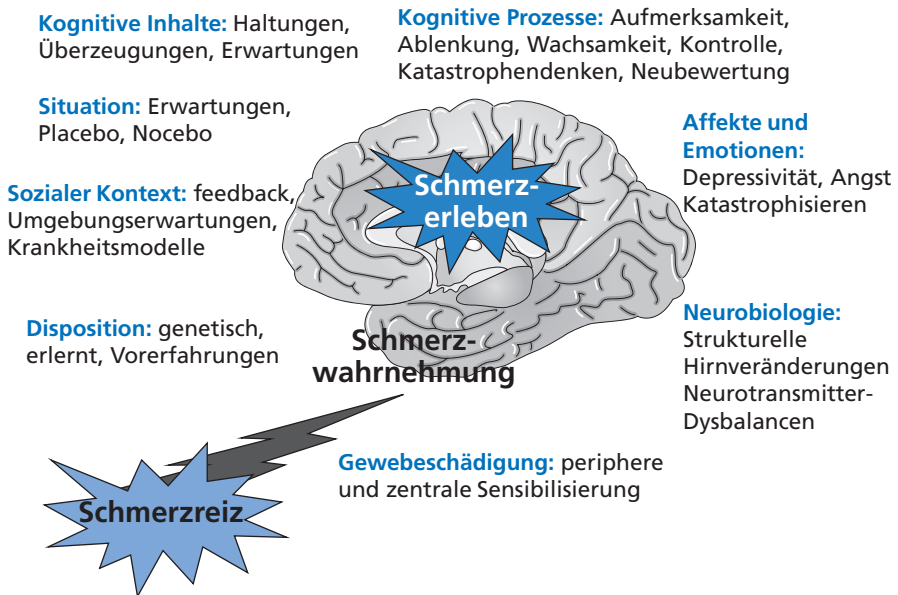 Kognitive Inhalte: Haltungen,
Überzeugungen, Erwartungen
Kognitive Prozesse: Aufmerksamkeit,
Ablenkung, Wachsamkeit, Kontrolle,
Katastrophendenken, Neubewertung
Situation: Erwartungen,
Placebo, Nocebo
Affekte und
Emotionen:
Depressivität, Angst
Katastrophisieren
Sozialer Kontext: feedback,
Umgebungserwartungen,
Krankheitsmodelle
Schmerz-
erleben
Disposition: genetisch,
erlernt, Vorerfahrungen
Schmerz-
wahrnehmung
Neurobiologie:
Strukturelle
Hirnveränderungen
Neurotransmitter-
Dysbalancen
Gewebeschädigung: periphere
und zentrale Sensibilisierung
Schmerzreiz